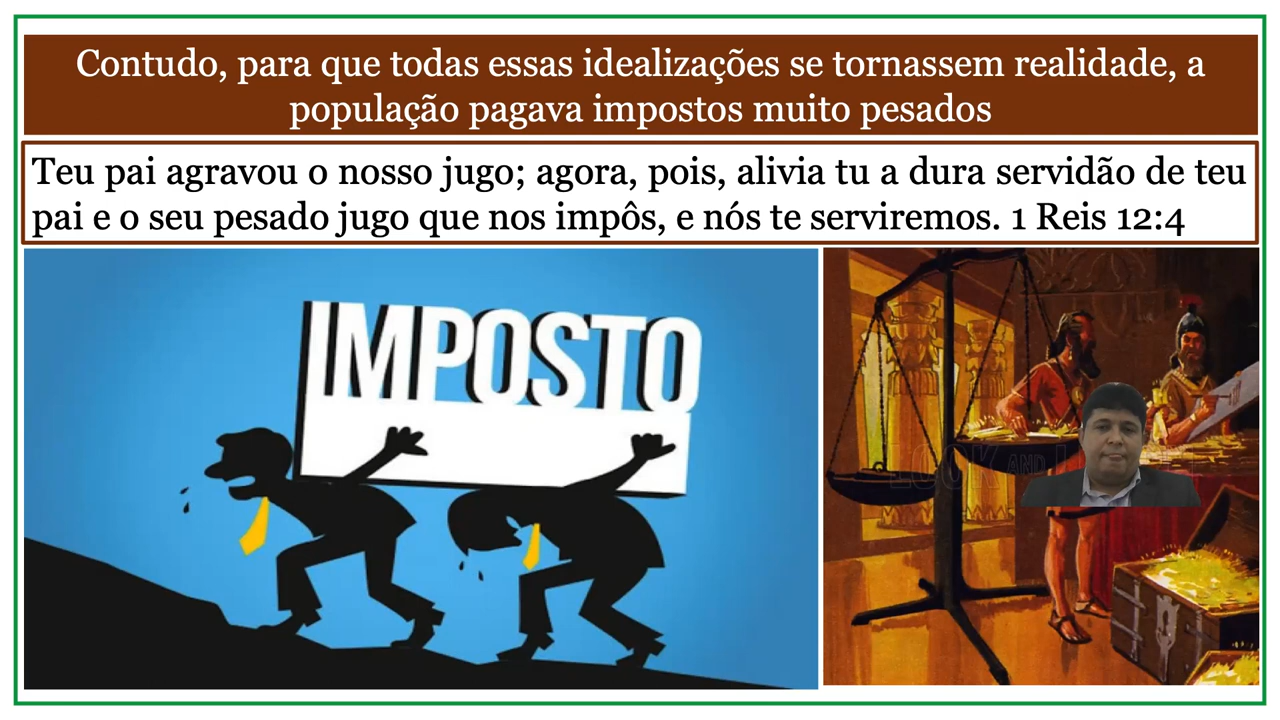 Contudo, para que todas essas idealizações se tornassem realidade, a
população pagava impostos muito pesados
Teu pai agravou o nosso jugo; agora, pois, alivia tu a dura servidão de teu
pai e o seu pesado jugo que nos impôs, e nós te serviremos. 1 Reis 12:4
IMPOSTO
LOOK AND